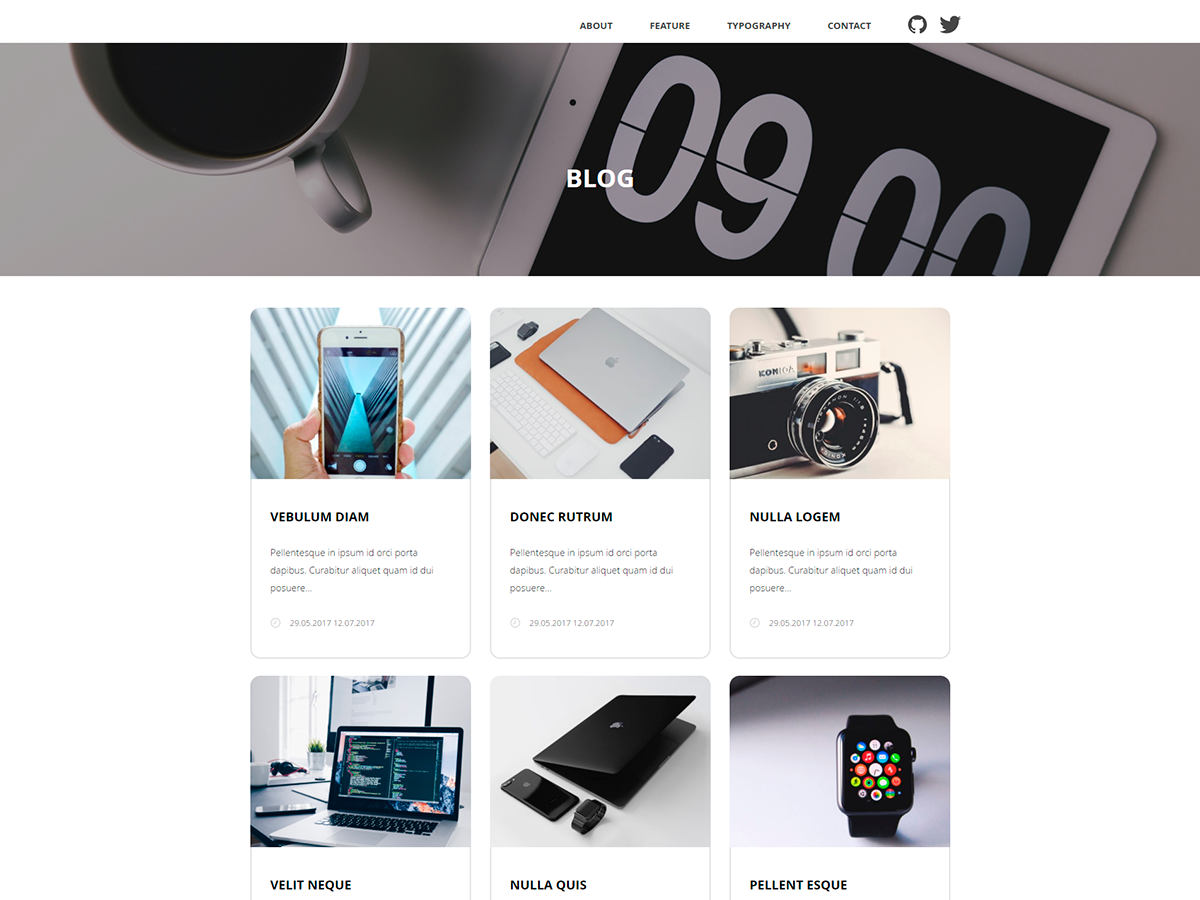 ABOUT FEATURE TYPOGRAPHY CONTACT
09 00
BLOG
KONICA
VEBULUM DIAM
DONEC RUTRUM
NULLA LOGEM
Pellentesque in ipsum id orci porta
dapibus. Curabitur aliquet quam id dui
posuere...
Pellentesque in ipsum id orci porta
dapibus. Curabitur aliquet quam id dui
posuere...
Pellentesque in ipsum id orci porta
dapibus. Curabitur aliquet quam id dui
posuere...
29.05.2017 12.07.2017
29.05.2017 12.07.2017
29.05.2017 12.07.2017
VELIT NEQUE
NULLA QUIS
PELLENT ESQUE